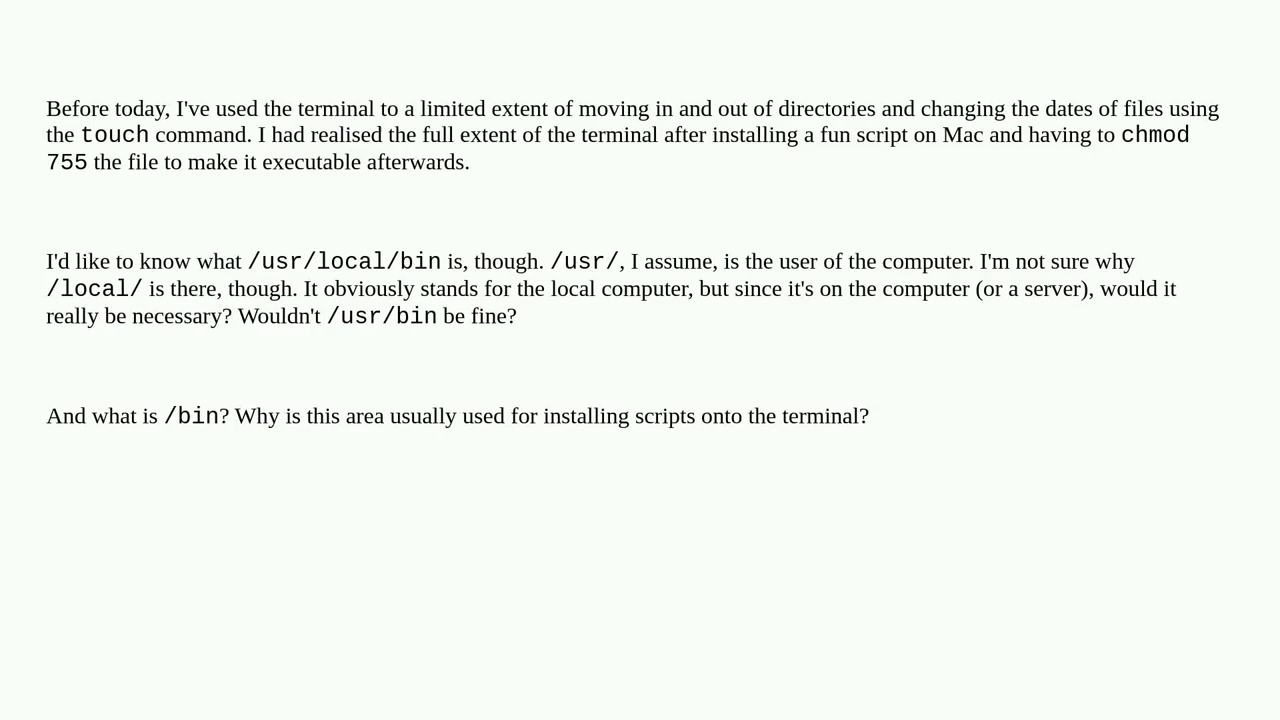 Before today, I've used the terminal to a limited extent of moving in and out of directories and changing the dates of files using
the touch command. I had realised the full extent of the terminal after installing a fun script on Mac and having to chmod
755 the file to make it executable afterwards.
I'd like to know what /usr/local/bin is, though. /usr/, I assume, is the user of the computer. I'm not sure why
/local/ is there, though. It obviously stands for the local computer, but since it's on the computer (or a server), would it
really be necessary? Wouldn't /usr/bin be fine?
And what is /bin? Why is this area usually used for installing scripts onto the terminal?